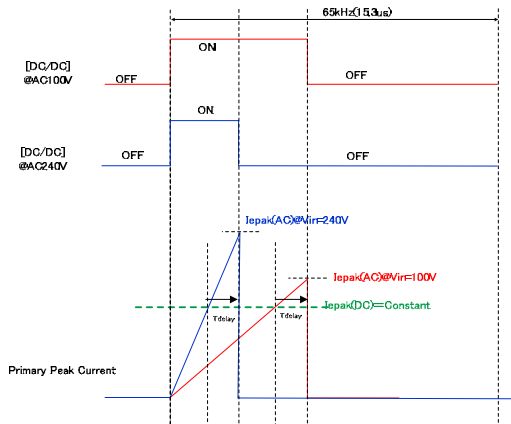 65kHz(15.3us)
ON
[DC/DC]
@AC100V
OFF
OFF
ON
[DC/DC]
@AC240V
OFF
OFF
Iepak(AC)@Vin=240V
Iepak(AC)@Vin=100V
Iepak(DC)=Constant
Tdelay
Tdelay
Primary Peak Current